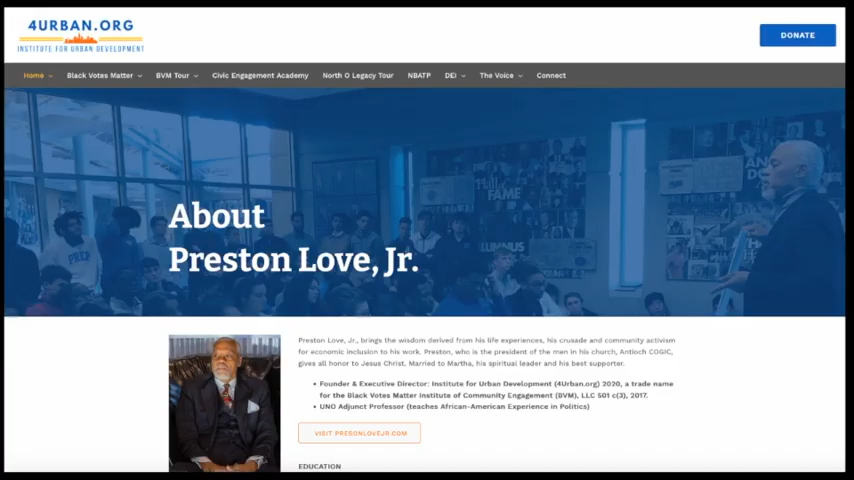 4URBAN.ORG
INSTITUTE FOR URBAN DEVELOPMENT
DONATE
Home Black Votes Matter BVM Tour Civic Engagement Academy North O Legacy Tour NBATP DEI The Voice Connect
Hall of
FAME
About
Preston Love, Jr.
PREP
Preston Love, Jr., brings the wisdom derived from his life experiences, his crusade and community activism
for economic inclusion to his work. Preston, who is the president of the men in his church, Antioch COGIC,
gives all honor to Jesus Christ. Married to Martha, his spiritual leader and his best supporter.
• Founder & Executive Director: Institute for Urban Development (4Urban.org) 2020, a trade name
for the Black Votes Matter Institute of Community Engagement (BVM), LLC 501 c(3), 2017.
• UNO Adjunct Professor (teaches African-American Experience in Politics)
VISIT PRESONLOVEJR.COM
EDUCATION